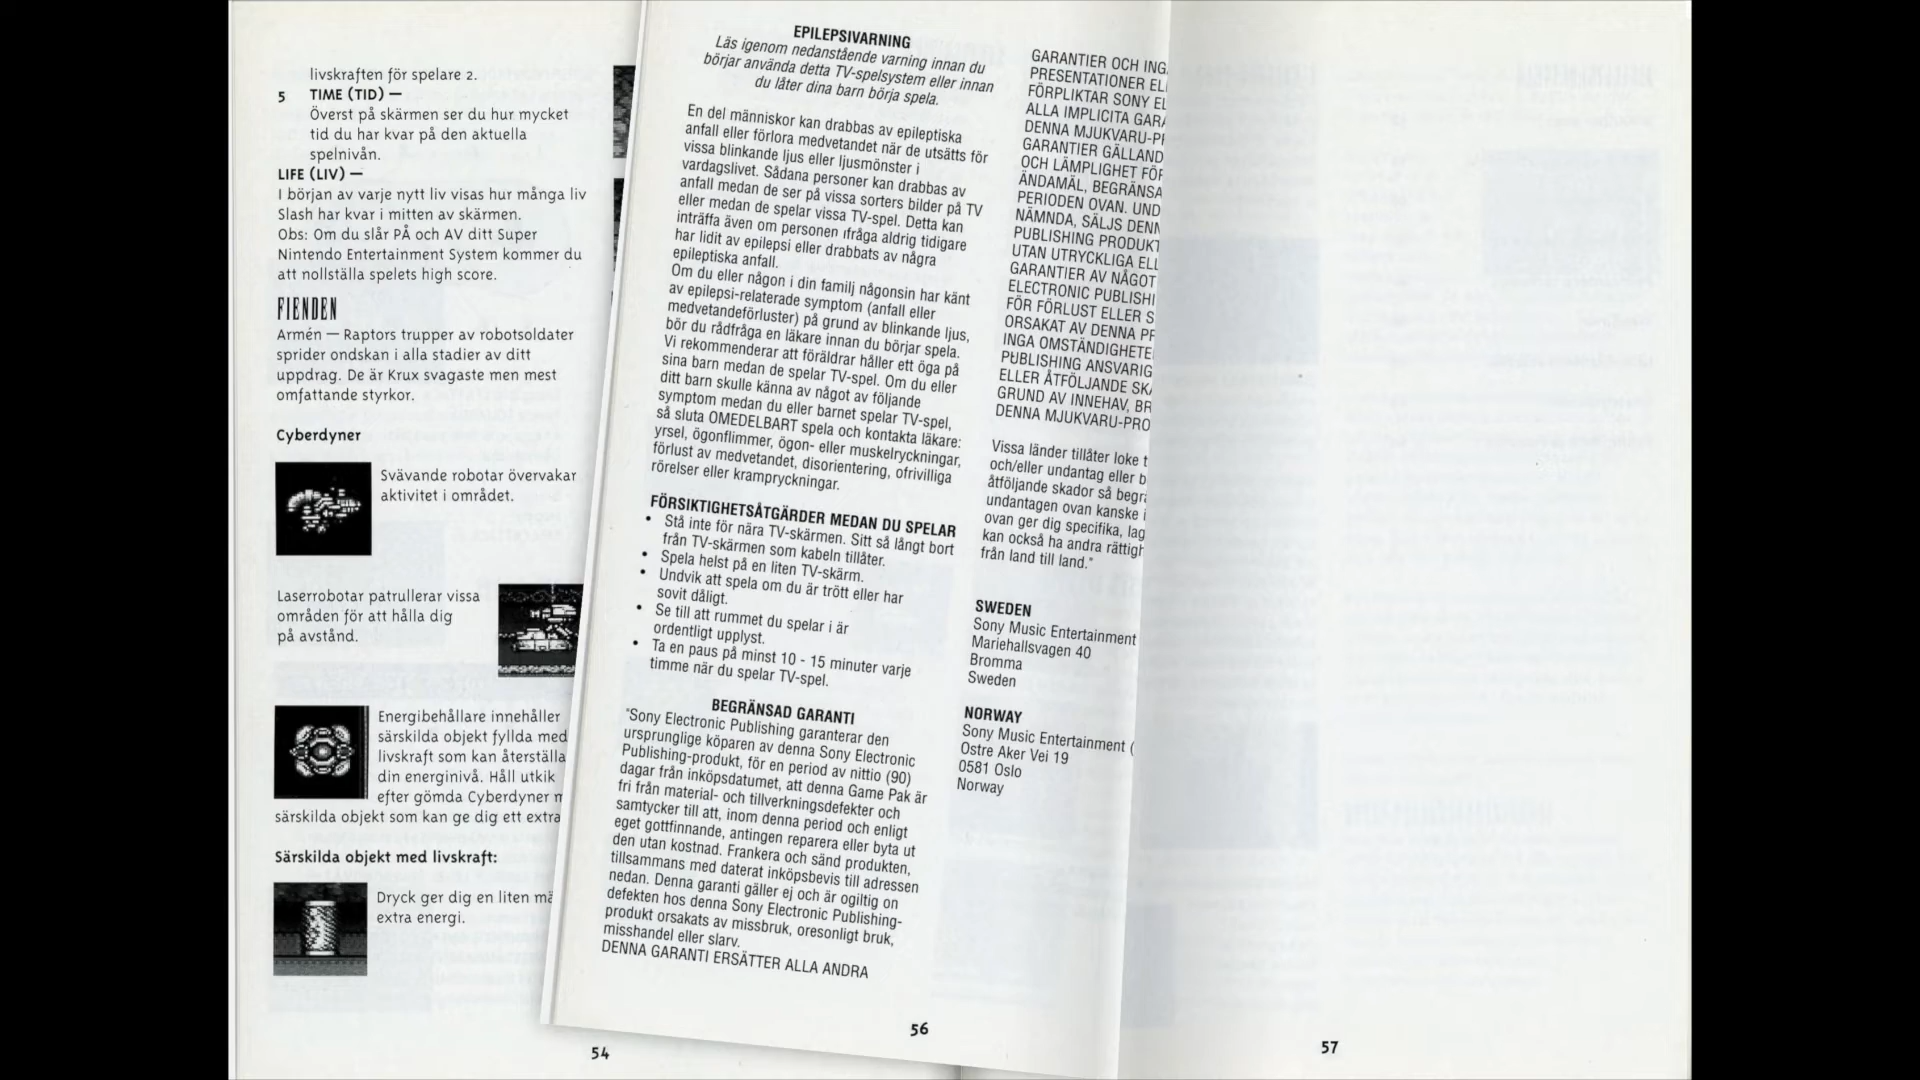 livskraften för spelare 2.
5 TIME (TID) —
Överst på skärmen ser du hur mycket
tid du har kvar på den aktuella
spelnivån.
LIFE (LIV) —
I början av varje nytt liv visas hur många liv
Slash har kvar i mitten av skärmen.
Obs: Om du slår PÅ och AV ditt Super
Nintendo Entertainment System kommer du
att nollställa spelets high score.
FIENDEN
Armén — Raptors trupper av robotsoldater
sprider ondskan i alla stadier av ditt
uppdrag. De är Krux svagaste men mest
omfattande styrkor.
Cyberdyner
Svävande robotar övervakar
aktivitet i området.
Laserrobotar patrullerar vissa
områden för att hålla dig
på avstånd.
Energibehållare innehåller
särskilda objekt fyllda med
livskraft som kan återställa
din energinivå. Håll utkik
efter gömda Cyberdyner
särskilda objekt som kan ge dig ett extra
Särskilda objekt med livskraft:
Dryck ger dig en liten
extra energi.
54
EPILEPSIVARNING
Läs igenom nedanstående varning innan du
börjar använda detta TV-spelsystem eller innan
du låter dina barn börja spela.
En del människor kan drabbas av epileptiska
anfall eller förlora medvetandet när de utsätts för
vissa blinkande ljus eller ljusmönster i
vardagslivet. Sådana personer kan drabbas av
anfall medan de ser på vissa sorters bilder på TV
eller medan de spelar vissa TV-spel. Detta kan
inträffa även om personen ifråga aldrig tidigare
har lidit av epilepsi eller drabbats av några
epileptiska anfall.
Om du eller någon i din familj någonsin har känt
av epilepsi-relaterade symptom (anfall eller
medvetandeförluster) på grund av blinkande ljus,
bör du rådfråga en läkare innan du börjar spela.
Vi rekommenderar att föräldrar håller ett öga på
sina barn medan de spelar TV-spel. Om du eller
ditt barn skulle känna av något av följande
symptom medan du eller barnet spelar TV-spel,
så sluta OMEDELBART spela och kontakta läkare:
yrsel, ögonflimmer, ögon- eller muskelryckningar,
förlust av medvetandet, disorientering, ofrivilliga
rörelser eller krampryckningar.
FÖRSIKTIGHETSÅTGÄRDER MEDAN DU SPELAR
• Stå inte för nära TV-skärmen. Sitt så långt bort
från TV-skärmen som kabeln tillåter.
• Spela helst på en liten TV-skärm.
• Undvik att spela om du är trött eller har
sovit dåligt.
• Se till att rummet du spelar i är
ordentligt upplyst.
• Ta en paus på minst 10 - 15 minuter varje
timme när du spelar TV-spel.
BEGRÄNSAD GARANTI
"Sony Electronic Publishing garanterar den
ursprunglige köparen av denna Sony Electronic
Publishing-produkt, för en period av nittio (90)
dagar från inköpsdatumet, att denna Game Pak är
fri från material- och tillverkningsdefekter och
samtycker till att, inom denna period och enligt
eget gottfinnande, antingen reparera eller byta ut
den utan kostnad. Frankera och sänd produkten,
tillsammans med daterat inköpsbevis till adressen
nedan. Denna garanti gäller ej och är ogiltig on
defekten hos denna Sony Electronic Publishing-
produkt orsakats av missbruk, oresonligt bruk,
misshandel eller slarv.
DENNA GARANTI ERSÄTTER ALLA ANDRA
56
GARANTIER OCH
PRESENTATIONER
FÖRPLIKTAR SONY
ALLA IMPLICITA
DENNA
GARANTIER
OCH LÄMPLIGHET
ÄNDAMÅL,
PERIODEN OVAN.
NÄMNDA, SÄLJS
PUBLISHING
UTAN UTRYCKLIGA
GARANTIER AV NÅGOT
ELECTRONIC
FÖR FÖRLUST ELLER
ORSAKAT AV DENNA
INGA
PUBLISHING
ELLER ÅTFÖLJANDE
GRUND AV INNEHAV,
DENNA
Vissa länder tillåter
och/eller undantag eller
åtföljande skador så
undantagen ovan kanske
ovan ger dig specifika,
kan också ha andra
från land till land."
SWEDEN
Sony Music Entertainment
Mariehallsvagen 40
Bromma
Sweden
NORWAY
Sony Music Entertainment (
Ostre Aker Vei 19
0581 Oslo
Norway
57